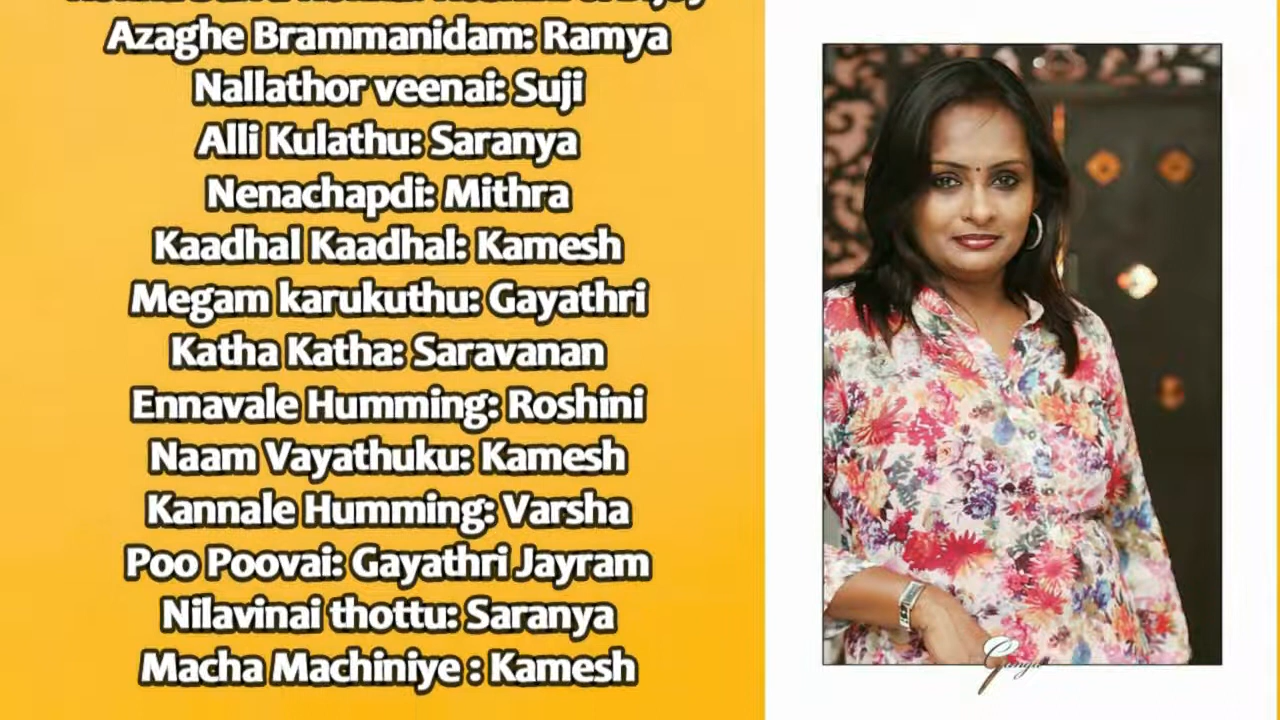 Azaghe Brammanidam: Ramya
Nallathor veenai: Suji
Alli Kulathu: Saranya
Nenachapdi: Mithra
Kaadhal Kaadhal: Kamesh
Megam karukuthu: Gayathri
Katha Katha: Saravanan
Ennavale Humming: Roshini
Naam Vayathuku: Kamesh
Kannale Humming: Varsha
Poo Poovai: Gayathri Jayram
Nilavinai thottu: Saranya
Macha Machiniye : Kamesh
Ganga